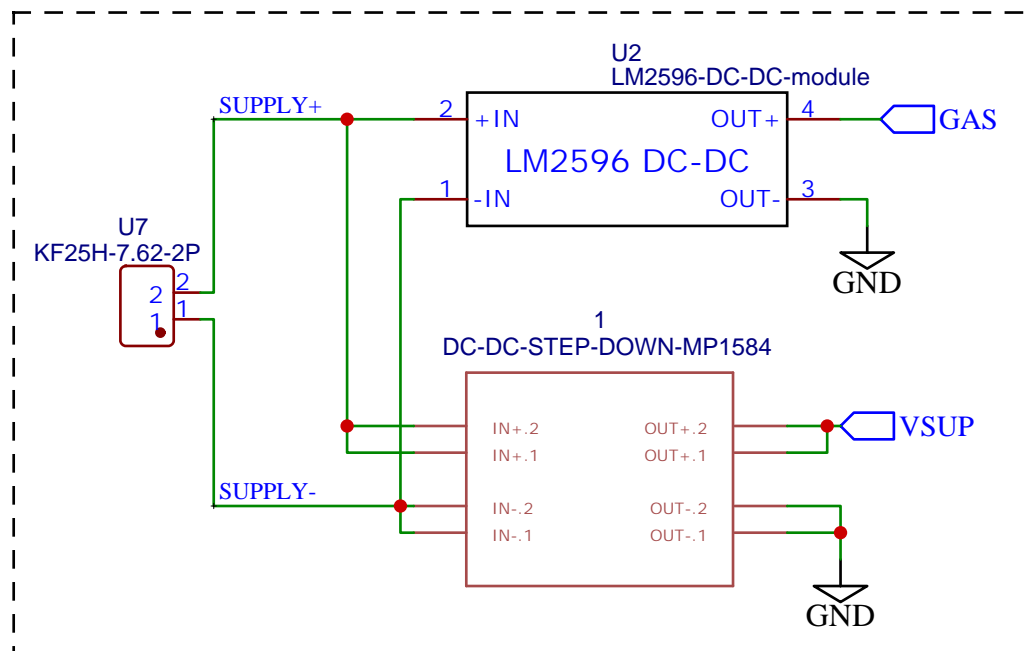 U2
LM2596-DC-DC-module
SUPPLY+
2
+IN
OUT+
4
GAS
LM2596 DC-DC
1
-IN
OUT-
3
GND
U7
KF25H-7.62-2P
2
2
1
1
1
DC-DC-STEP-DOWN-MP1584
IN+.2
OUT+.2
VSUP
IN+.1
OUT+.1
SUPPLY-
IN-.2
OUT-.2
IN-.1
OUT-.1
GND